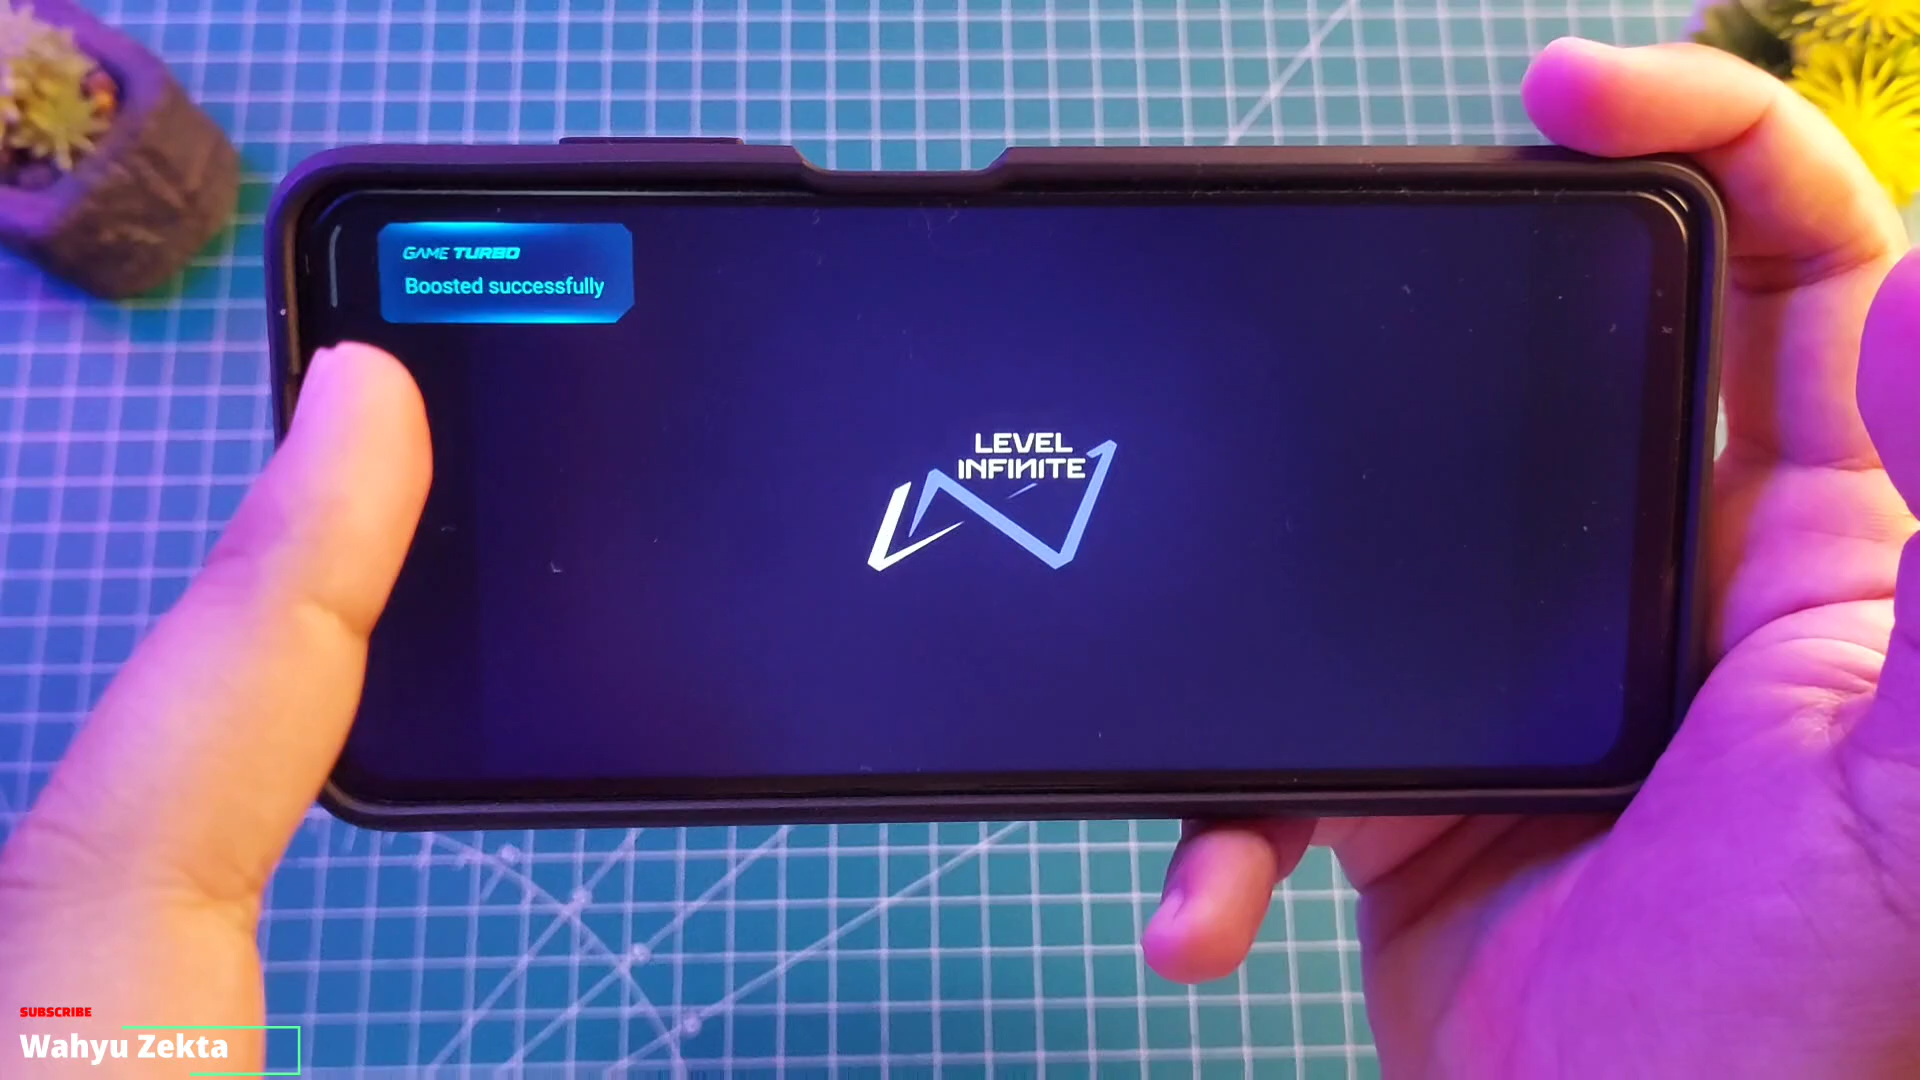 GAME TURBO
Boosted successfully
LEVEL
INFINITE
SUBSCRIBE
Wahyu Zekta